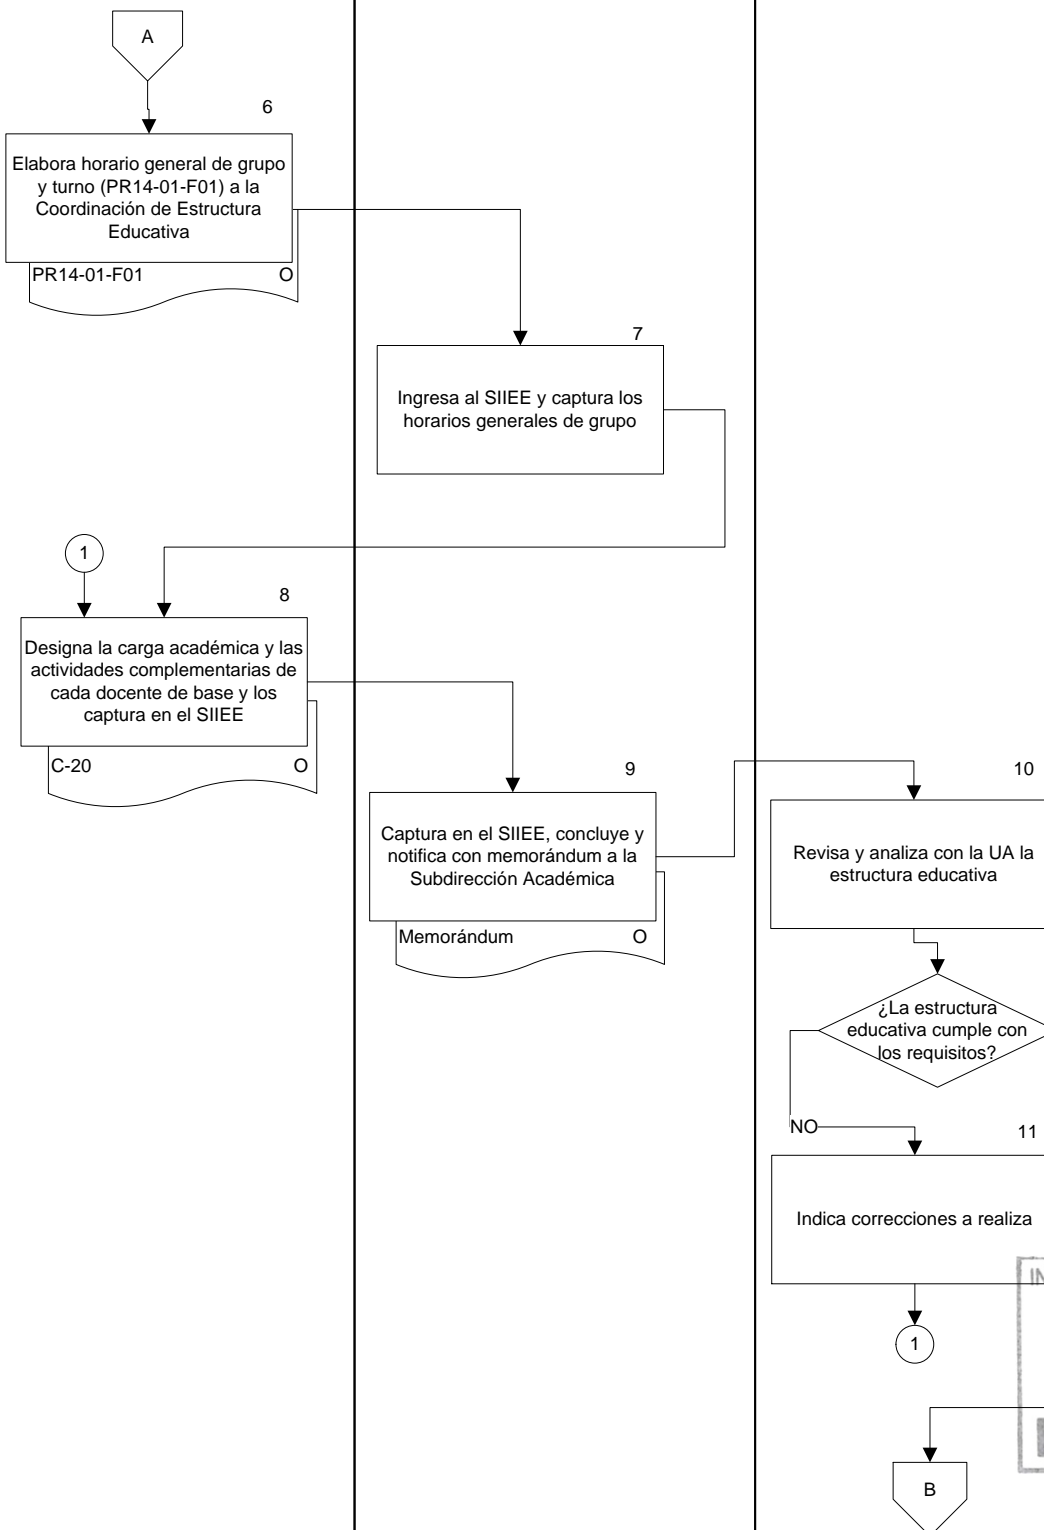 A
6
Elabora horario general de grupo
y turno (PR14-01-F01) a la
Coordinación de Estructura
Educativa
PR14-01-F01 O
7
Ingresa al SIIEE y captura los
horarios generales de grupo
1
8
Designa la carga académica y las
actividades complementarias de
cada docente de base y los
captura en el SIIEE
C-20 O
9
Captura en el SIIEE, concluye y
notifica con memorándum a la
Subdirección Académica
Memorándum O
10
Revisa y analiza con la UA la
estructura educativa
¿La estructura
educativa cumple con
los requisitos?
NO
11
Indica correcciones a realiza
1
B